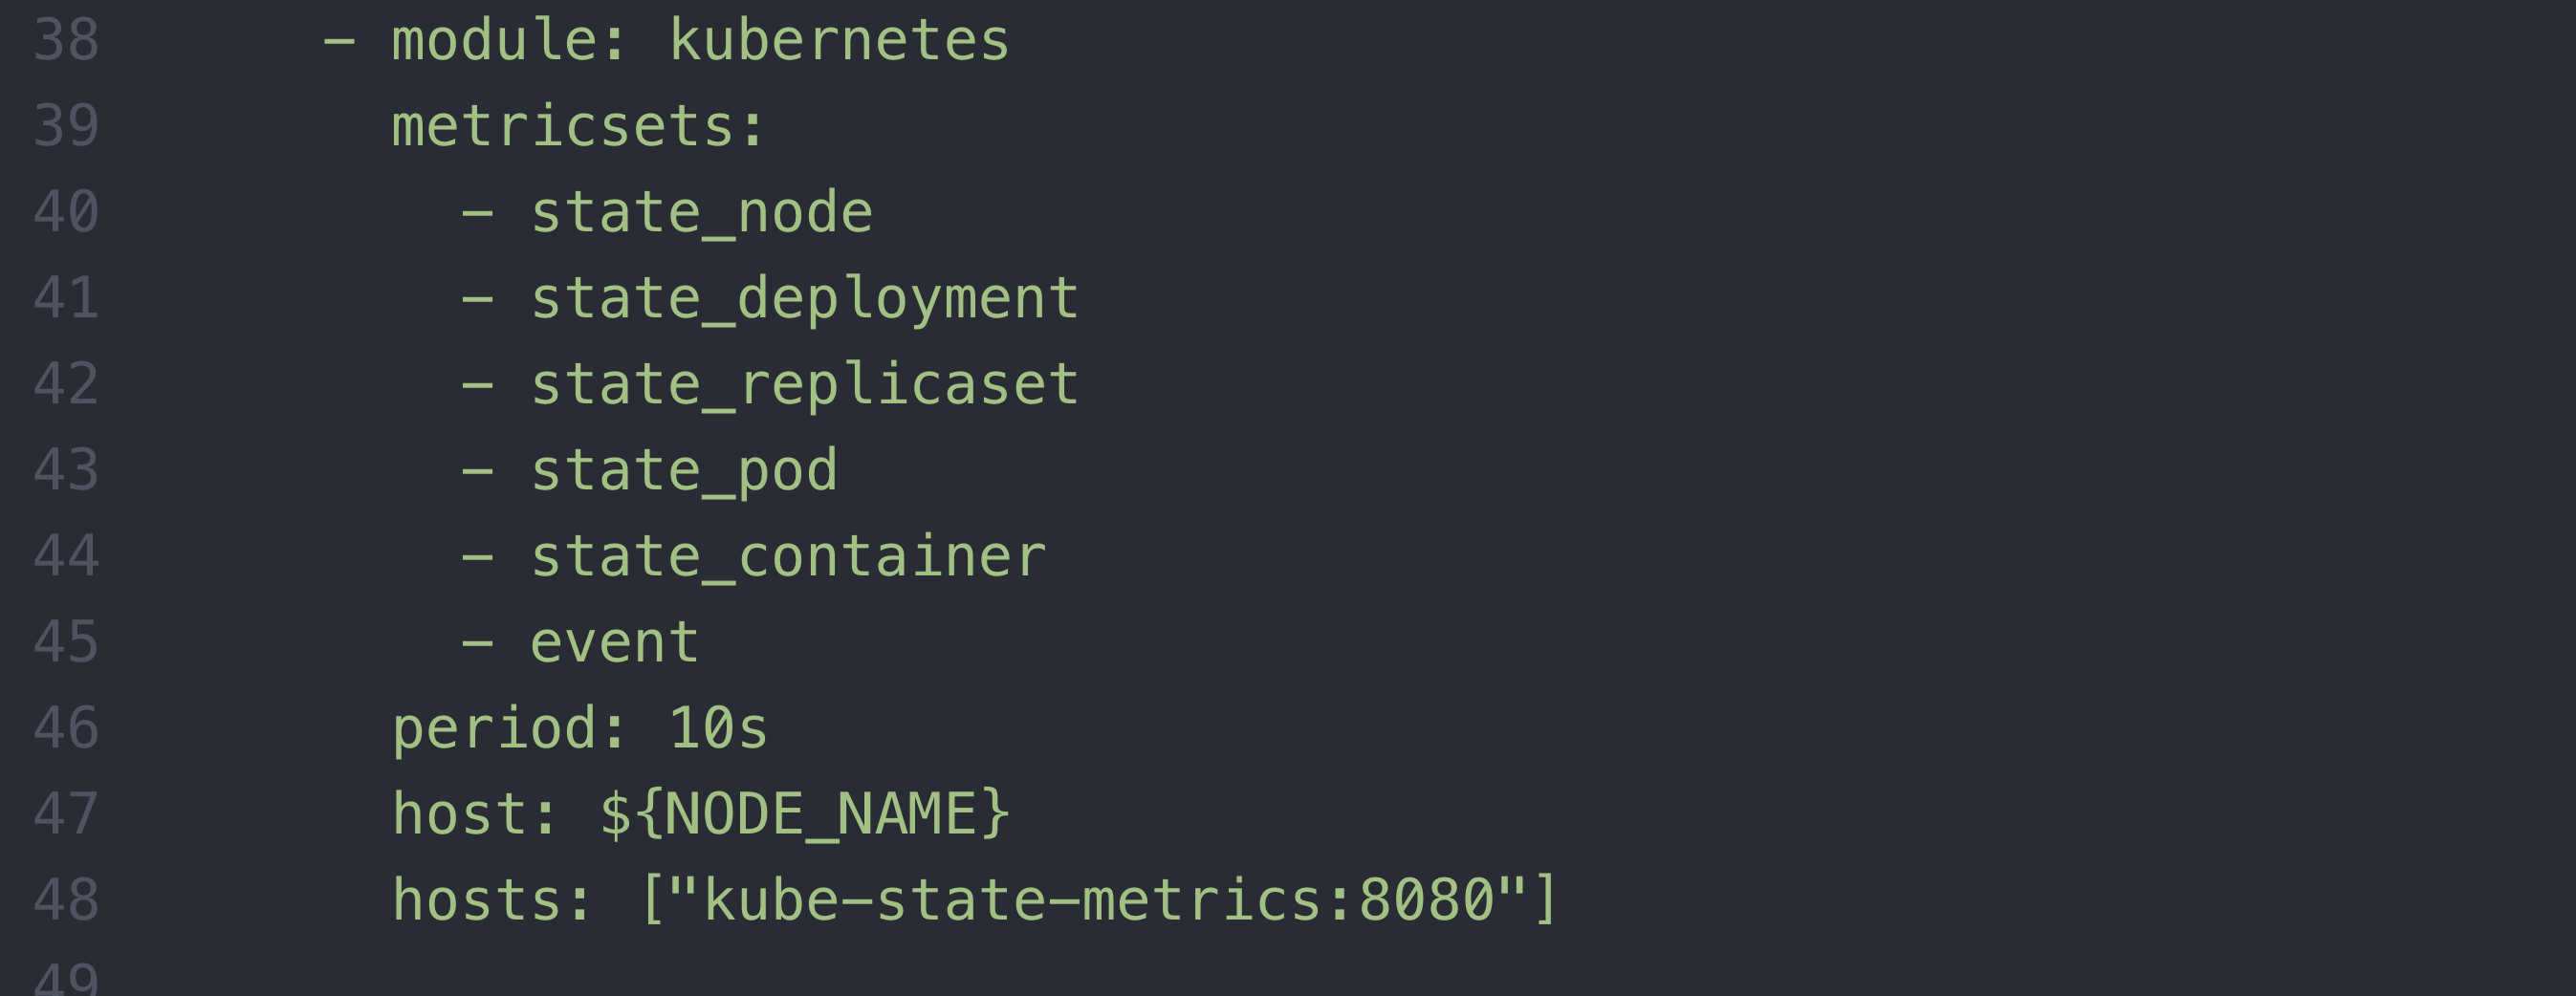 38 - module: kubernetes
39 metricsets:
40 - state_node
41 - state_deployment
42 - state_replicaset
43 - state_pod
44 - state_container
45 - event
46 period: 10s
47 host: ${NODE_NAME}
48 hosts: ["kube-state-metrics:8080"]
49